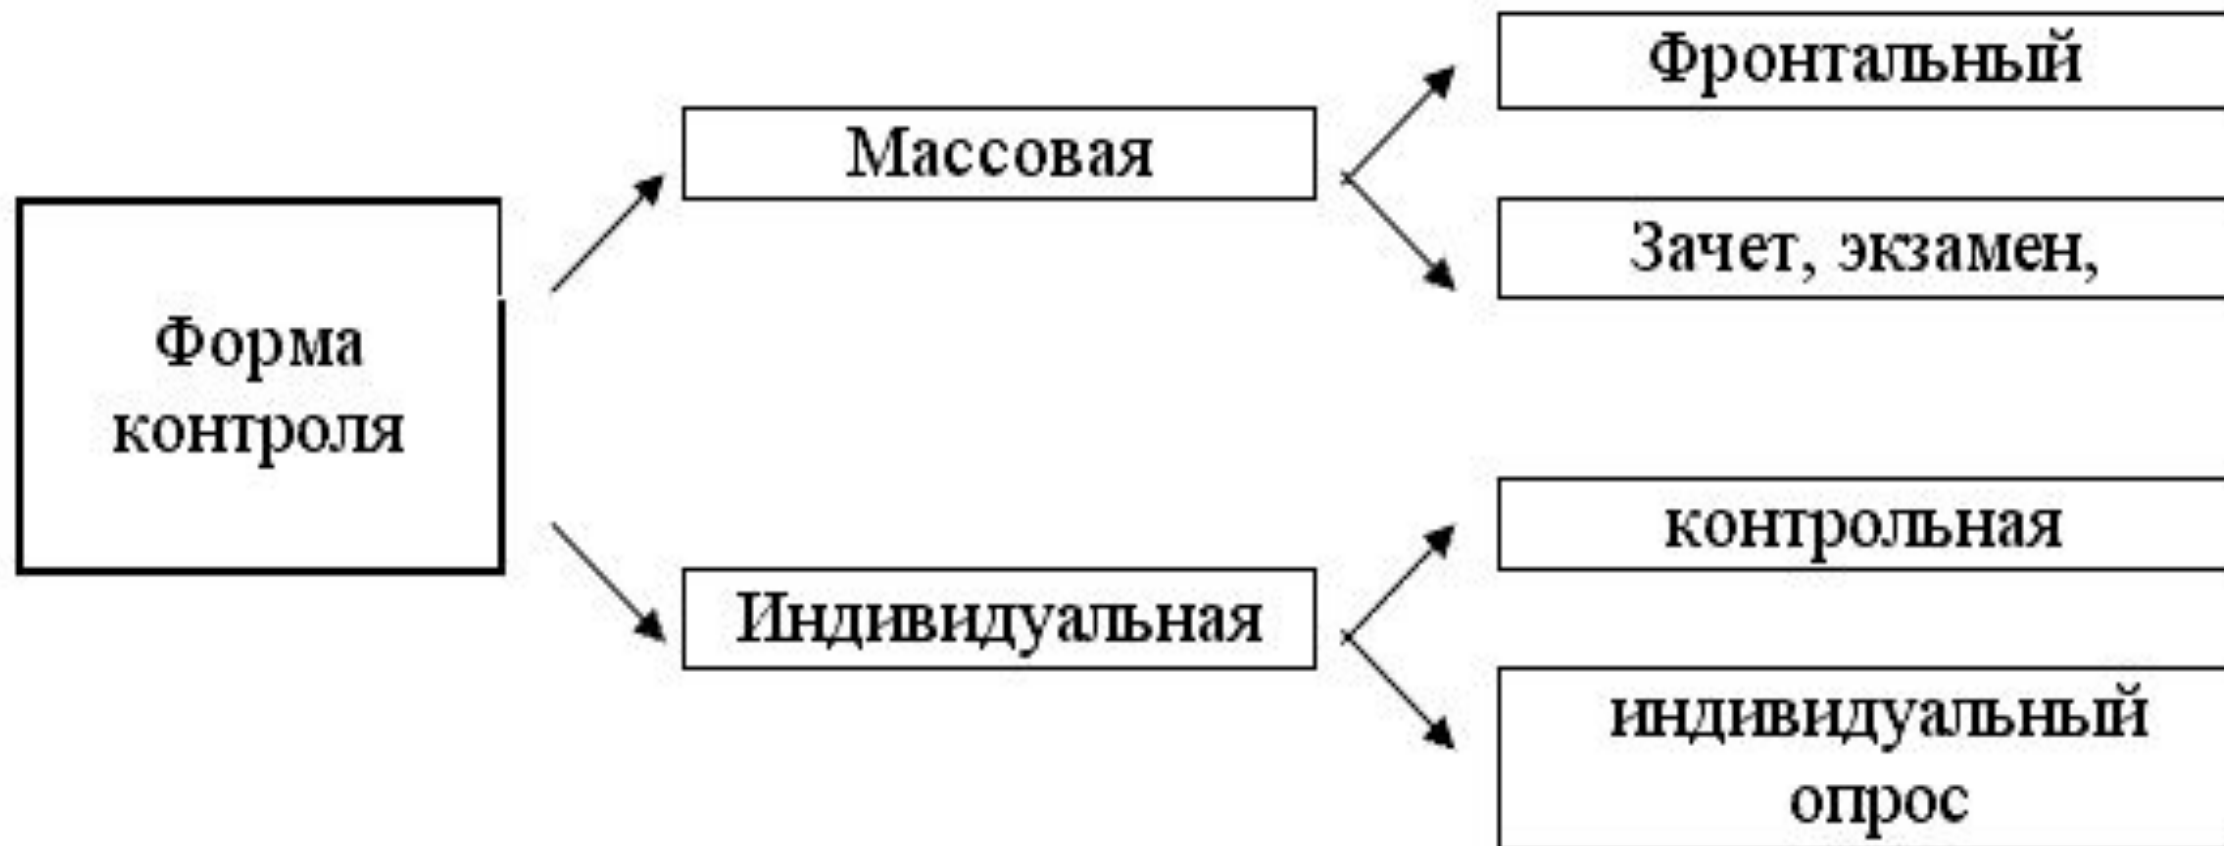 Форма
контроля
Массовая
Фронтальный
Зачет, экзамен,
Индивидуальная
контрольная
индивидуальный
опрос